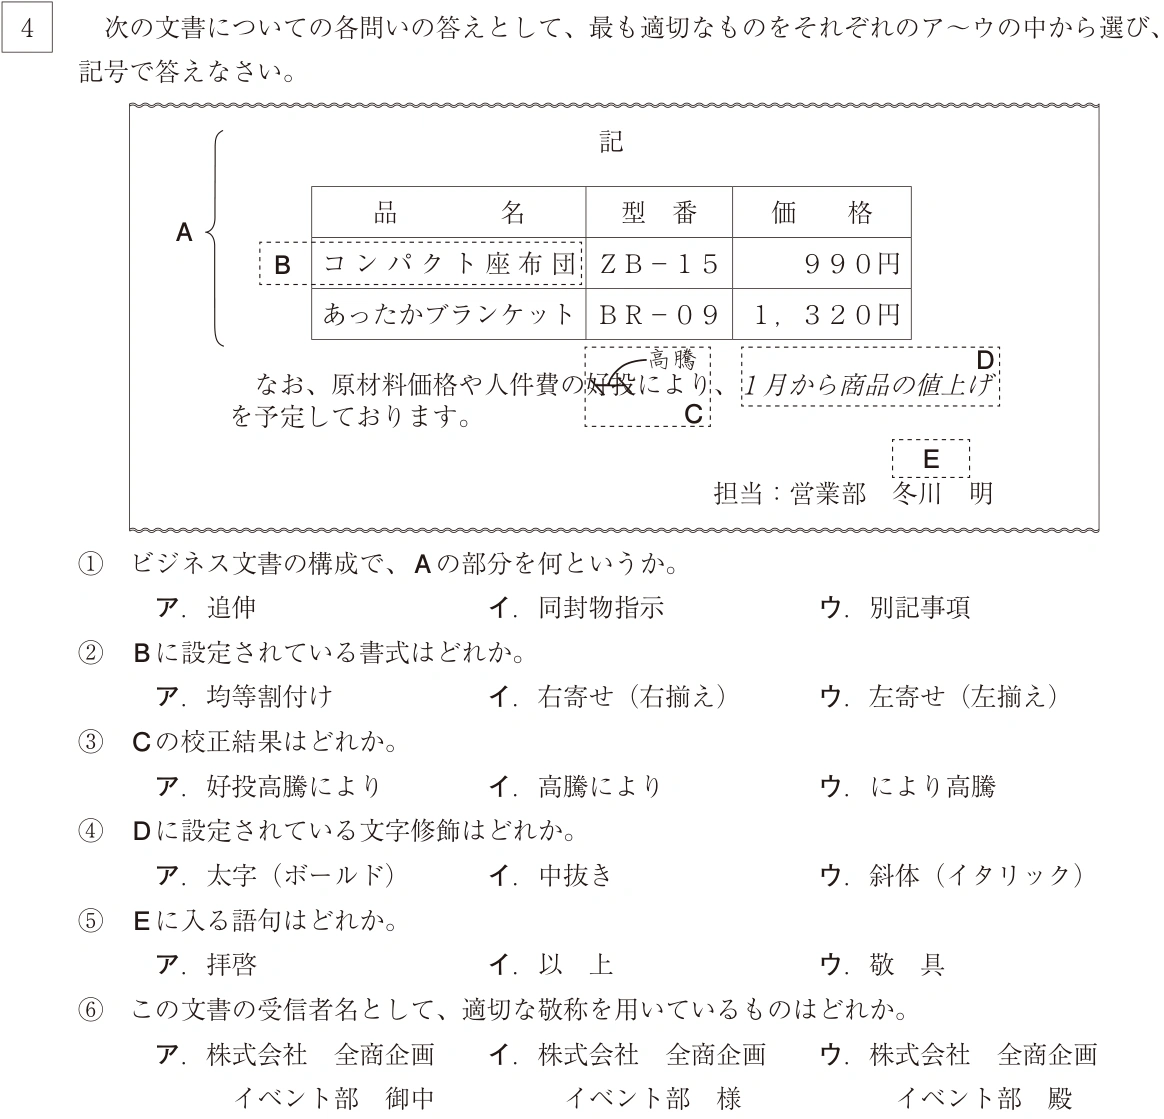 4　次の文書についての各問いの答えとして、最も適切なものをそれぞれのア～ウの中から選び、
記号で答えなさい。
記
A
品　　　　名　型　番　価　　格
B　コンパクト座布団　ＺＢ－１５　９９０円
あったかブランケット　ＢＲ－０９　１，３２０円
高騰　D
なお、原材料価格や人件費の好投により、１月から商品の値上げ
C
を予定しております。
E
担当：営業部　冬川　明
①　ビジネス文書の構成で、Aの部分を何というか。
ア．追伸　イ．同封物指示　ウ．別記事項
②　Bに設定されている書式はどれか。
ア．均等割付け　イ．右寄せ（右揃え）　ウ．左寄せ（左揃え）
③　Cの校正結果はどれか。
ア．好投高騰により　イ．高騰により　ウ．により高騰
④　Dに設定されている文字修飾はどれか。
ア．太字（ボールド）　イ．中抜き　ウ．斜体（イタリック）
⑤　Eに入る語句はどれか。
ア．拝啓　イ．以　上　ウ．敬　具
⑥　この文書の受信者名として、適切な敬称を用いているものはどれか。
ア．株式会社　全商企画　イ．株式会社　全商企画　ウ．株式会社　全商企画
イベント部　御中　イベント部　様　イベント部　殿